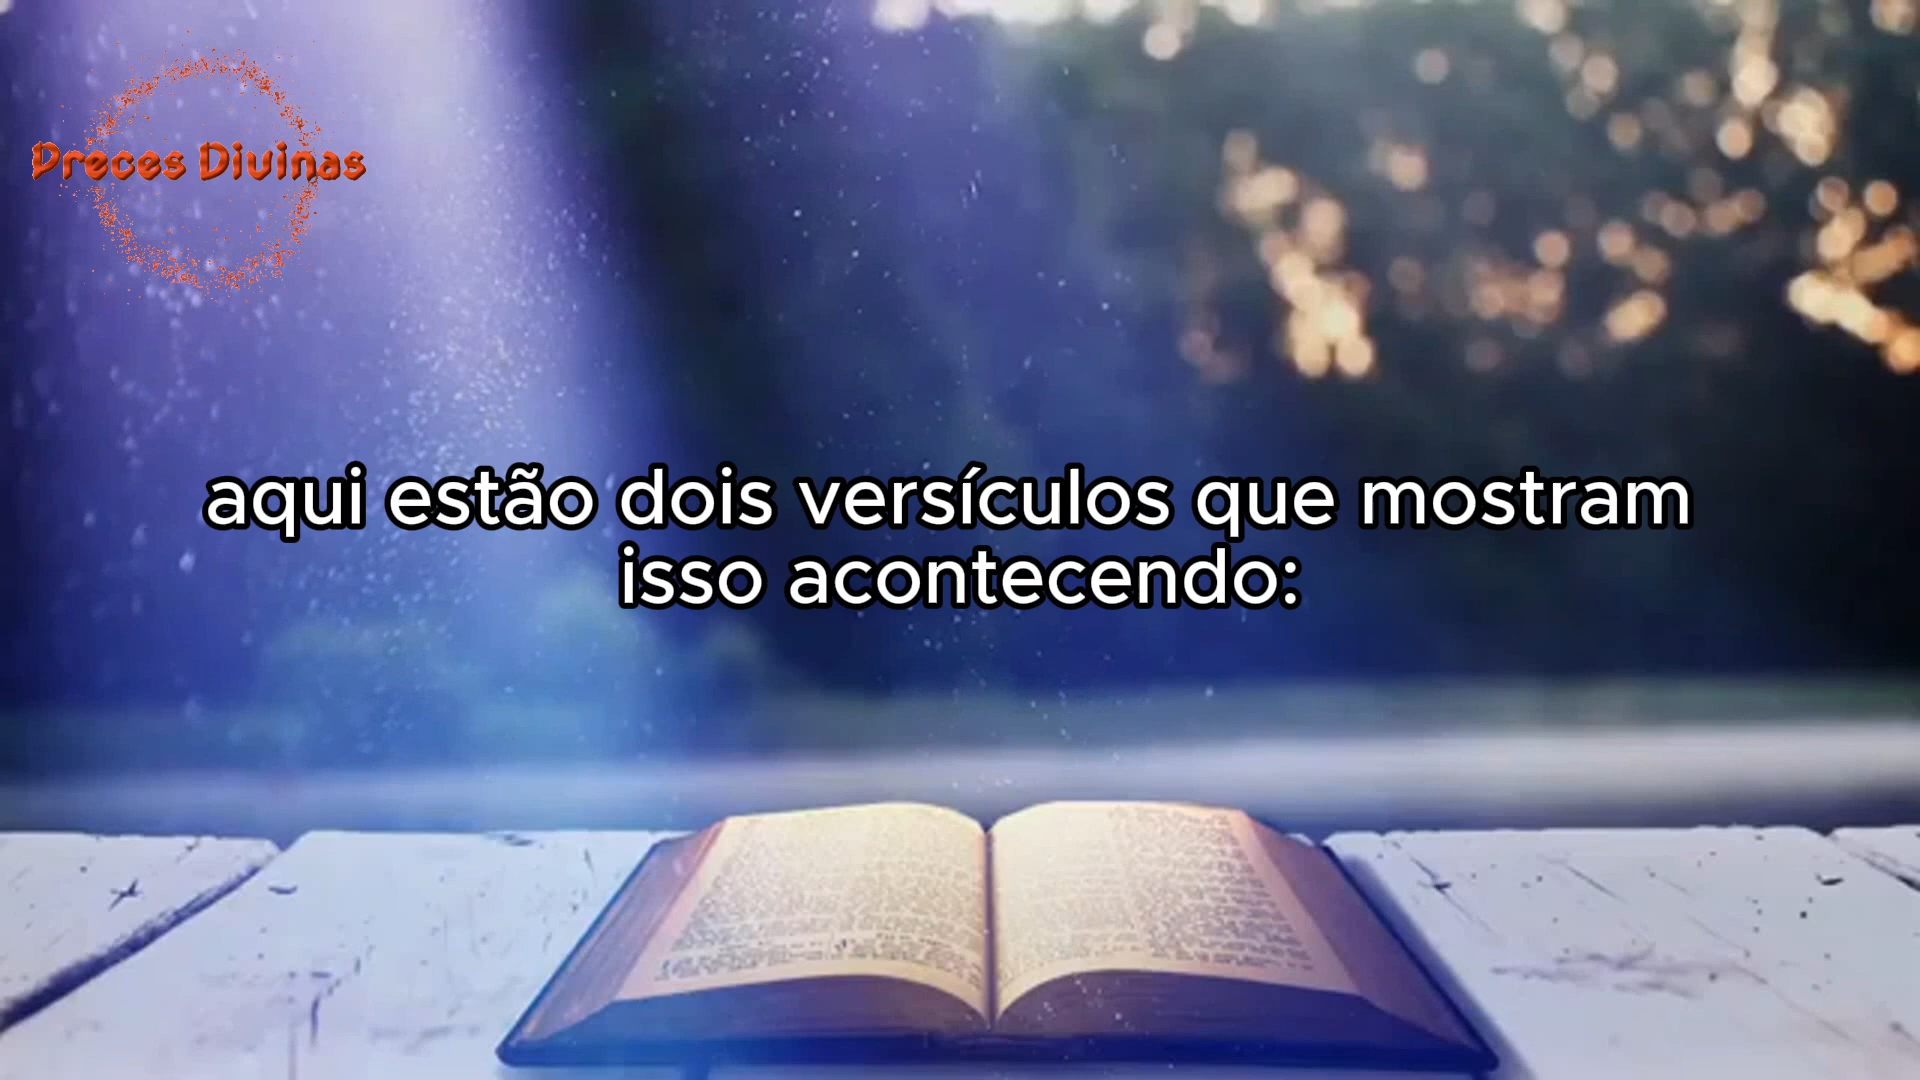 Preces Divinas
aqui estão dois versículos que mostram
isso acontecendo: